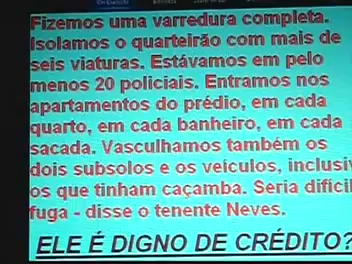 Fizemos uma varredura completa.
Isolamos o quarteirão com mais de
seis viaturas. Estávamos em pelo
menos 20 policiais. Entramos nos
apartamentos do prédio, em cada
quarto, em cada banheiro, em cada
sacada. Vasculhamos também os
dois subsolos e os veículos, inclusiv
os que tinham caçamba. Seria difícil
fuga - disse o tenente Neves.
ELE É DIGNO DE CRÉDITO?